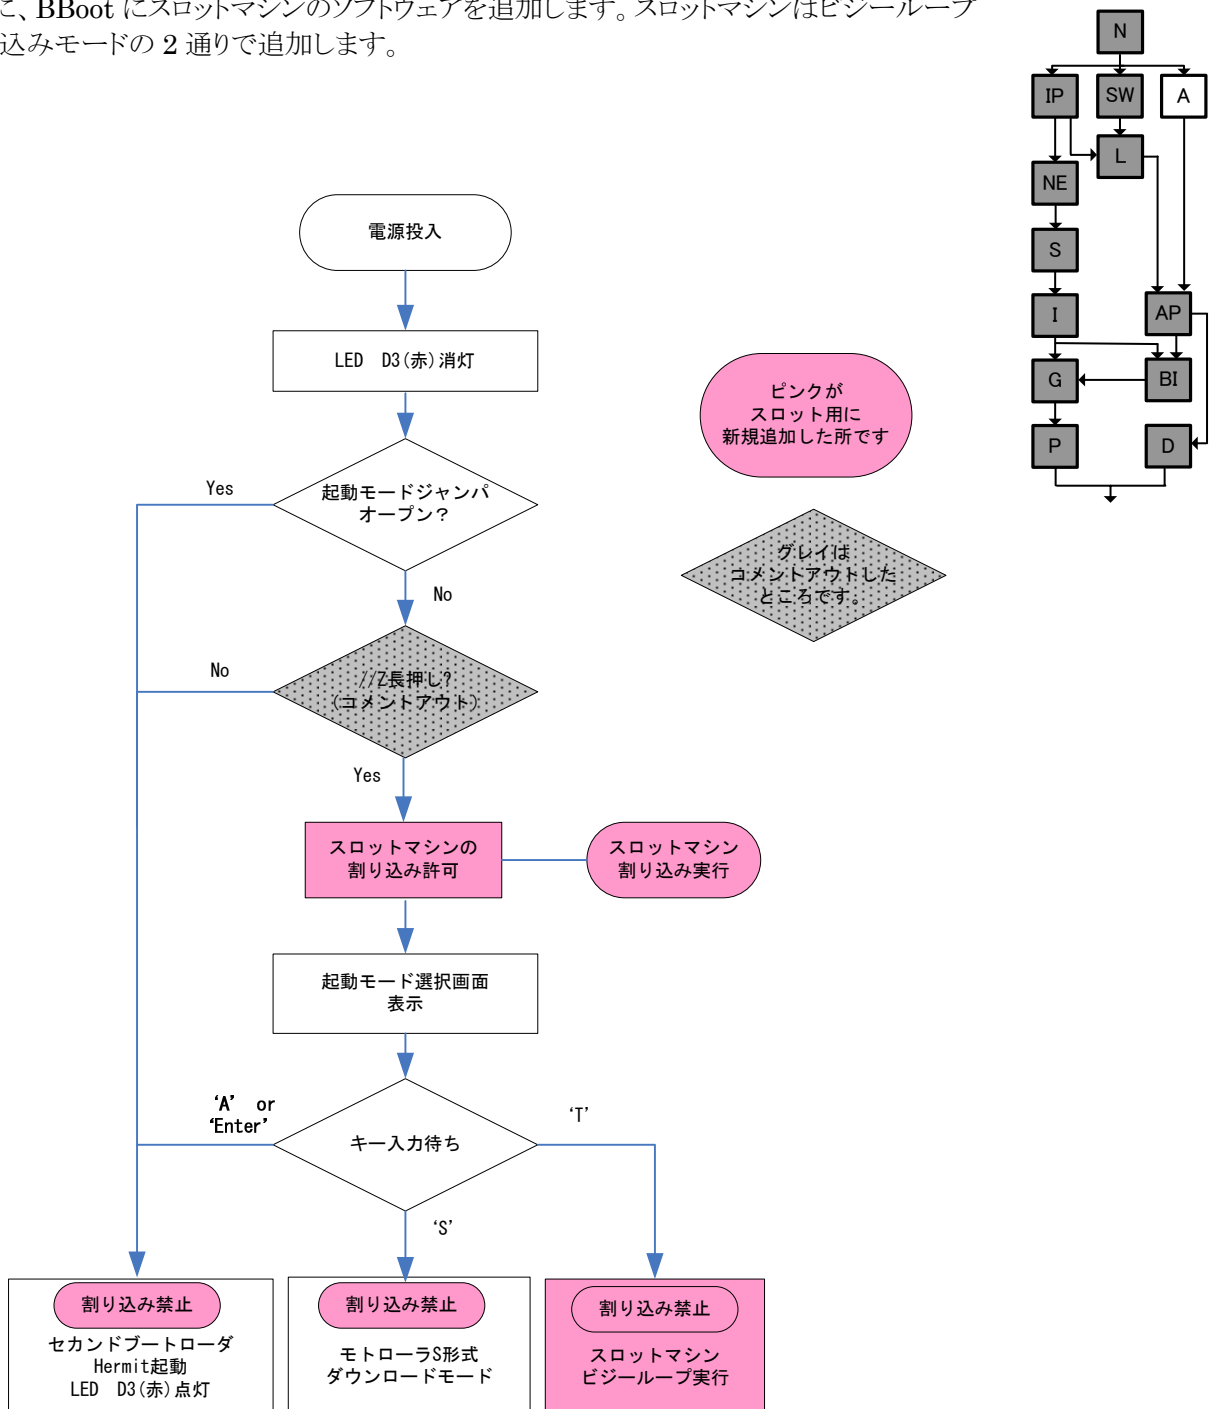 に、BBoot にスロットマシンのソフトウェアを追加します。スロットマシンはビジーループ
込みモードの 2 通りで追加します。
N
IP
SW
A
L
NE
S
I
AP
G
BI
P
D
電源投入
LED D3(赤)消灯
起動モードジャンパ
オープン?
Yes
No
ピンクが
スロット用に
新規追加した所です
グレイは
コメントアウトした
ところです。
//Z長押し?
(コメントアウト)
No
Yes
スロットマシンの
割り込み許可
スロットマシン
割り込み実行
起動モード選択画面
表示
キー入力待ち
‘A’ or
‘Enter’
‘T’
‘S’
割り込み禁止
セカンドブートローダ
Hermit起動
LED D3(赤)点灯
割り込み禁止
モトローラS形式
ダウンロードモード
割り込み禁止
スロットマシン
ビジーループ実行